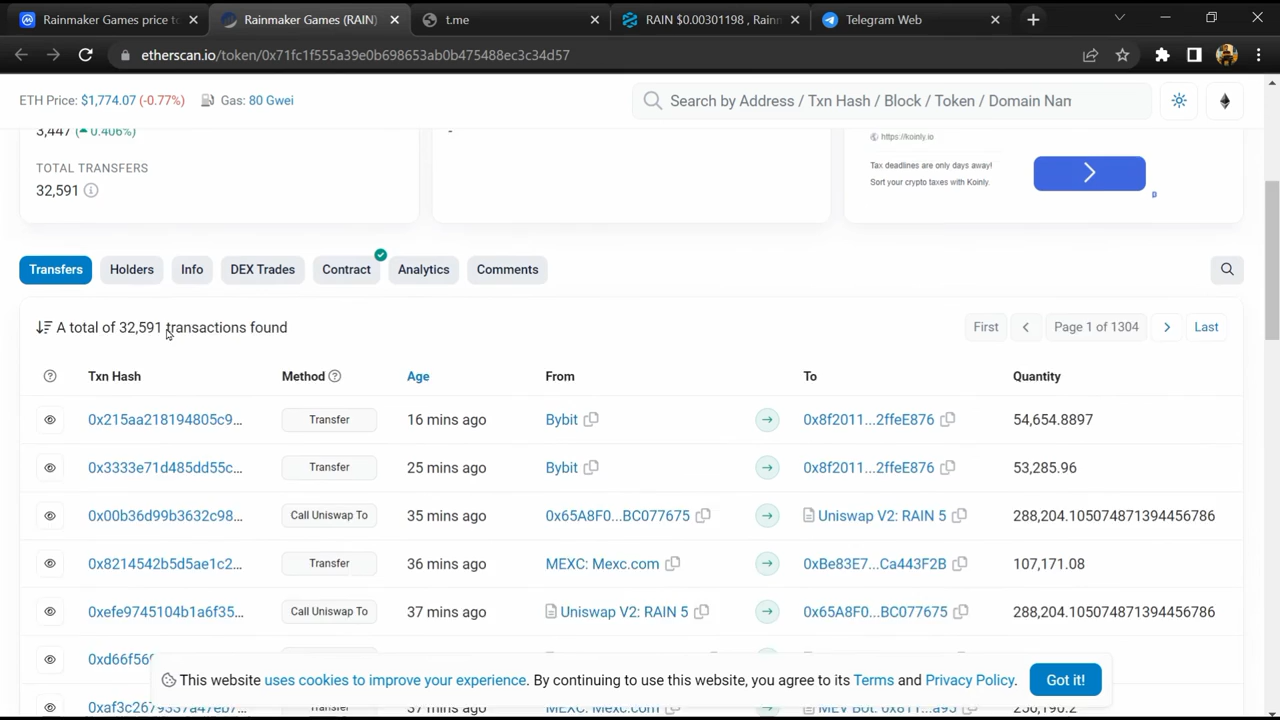 Rainmaker Games price to
Rainmaker Games (RAIN)
t.me
RAIN $0.00301198 , Rainm
Telegram Web
etherscan.io/token/0x71fc1f555a39e0b698653ab0b475488ec3c34d57
ETH Price: $1,774.07 (-0.77%)
Gas: 80 Gwei
Search by Address / Txn Hash / Block / Token / Domain Nam
3,447 (0.406%)
-
https://koinly.io
TOTAL TRANSFERS
Tax deadlines are only days away!
32,591
Sort your crypto taxes with Koinly.
Transfers
Holders
Info
DEX Trades
Contract
Analytics
Comments
A total of 32,591 transactions found
First
Page 1 of 1304
Last
Txn Hash Method Age From To Quantity
0x215aa218194805c9... Transfer 16 mins ago Bybit 0x8f2011...2ffeE876 54,654.8897
0x3333e71d485dd55c... Transfer 25 mins ago Bybit 0x8f2011...2ffeE876 53,285.96
0x00b36d99b3632c98... Call Uniswap To 35 mins ago 0x65A8F0...BC077675 Uniswap V2: RAIN 5 288,204.105074871394456786
0x8214542b5d5ae1c2... Transfer 36 mins ago MEXC: Mexc.com 0xBe83E7...Ca443F2B 107,171.08
0xefe9745104b1a6f35... Call Uniswap To 37 mins ago Uniswap V2: RAIN 5 0x65A8F0...BC077675 288,204.105074871394456786
This website uses cookies to improve your experience. By continuing to use this website, you agree to its Terms and Privacy Policy.
Got it!